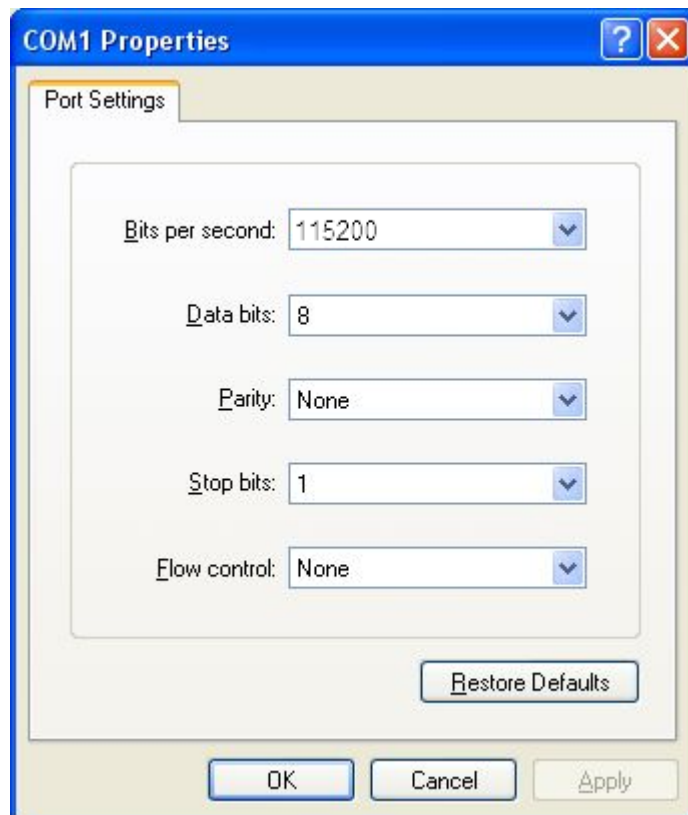 COM1 Properties
Port Settings
Bits per second: 115200
Data bits: 8
Parity: None
Stop bits: 1
Flow control: None
Restore Defaults
OK Cancel Apply